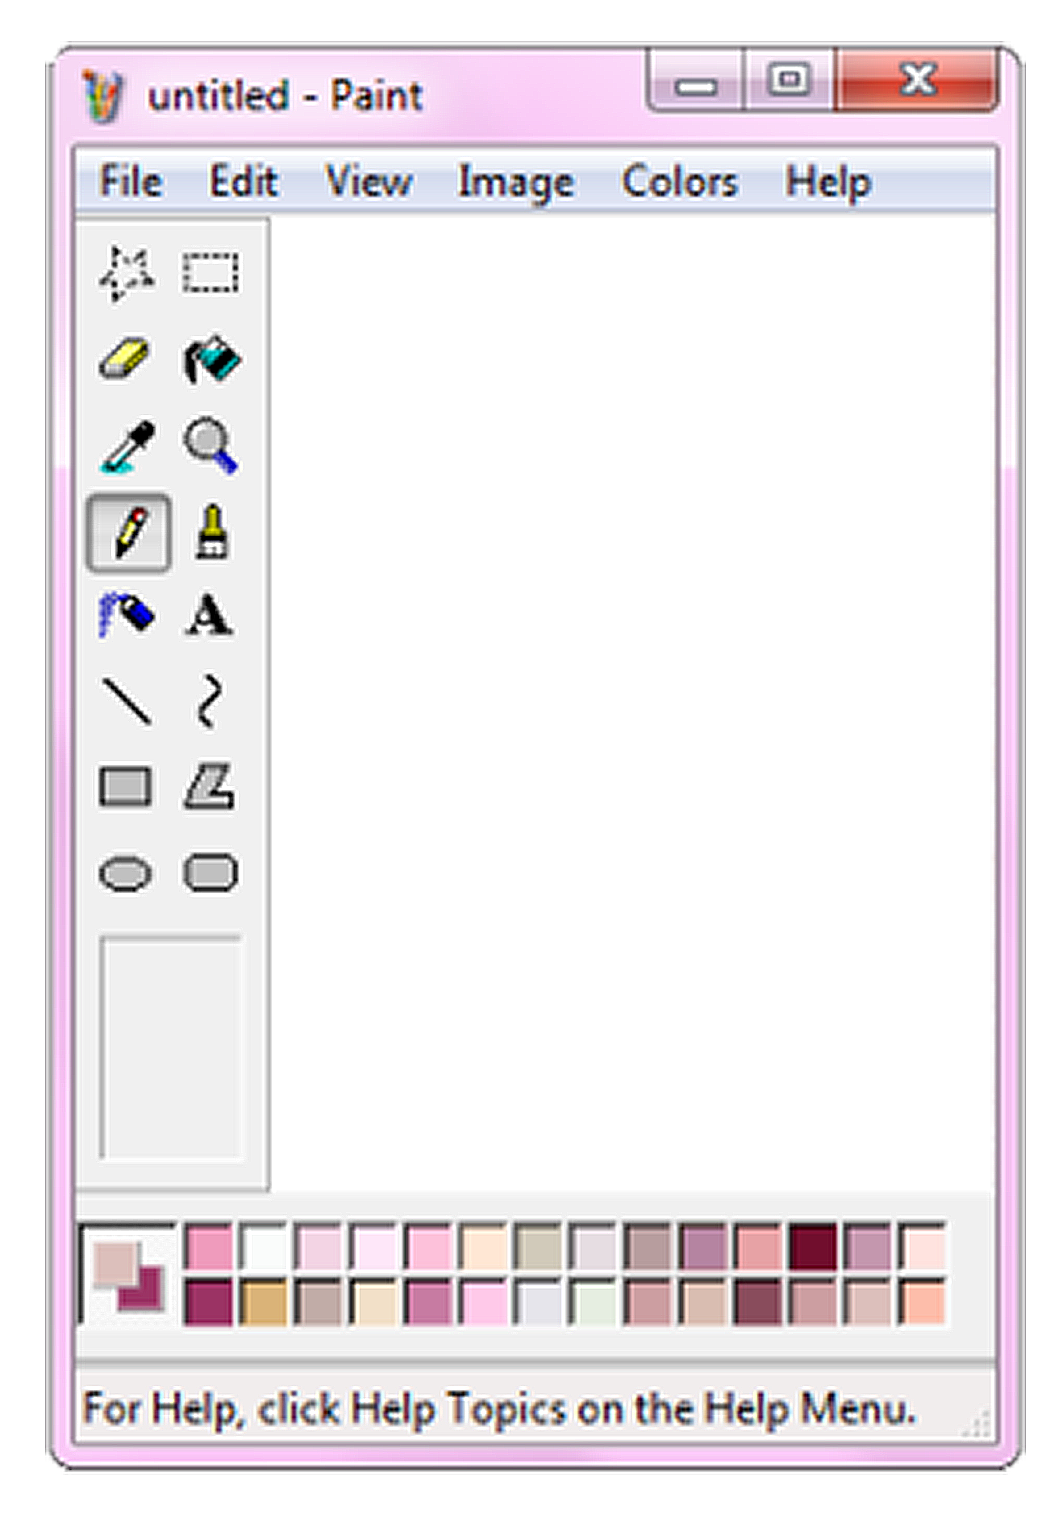 untitled - Paint
File Edit View Image Colors Help
A
For Help, click Help Topics on the Help Menu.